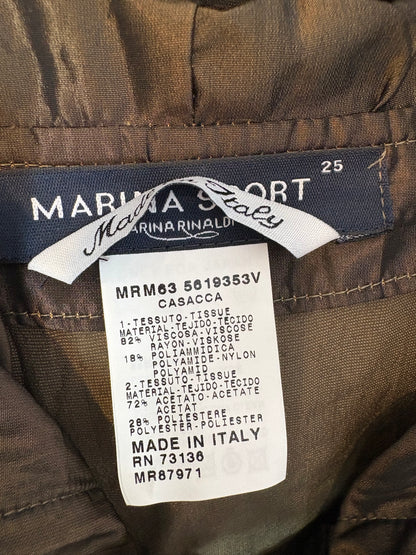 25
MARINA SPORT
MARINA RINALDI
Made in Italy
MRM63 5619353V
CASACCA
1-TESSUTO-TISSUE
MATERIAL-TEJIDO-TECIDO
82% VISCOSA-VISCOSE
RAYON-VISKOSE
18% POLIAMMIDICA
POLYAMIDE-NYLON
POLYAMID
2-TESSUTO-TISSUE
MATERIAL-TEJIDO-TECIDO
72% ACETATO-ACETATE
ACETAT
28% POLIESTERE
POLYESTER-POLYESTER
MADE IN ITALY
RN 73136
MR87971